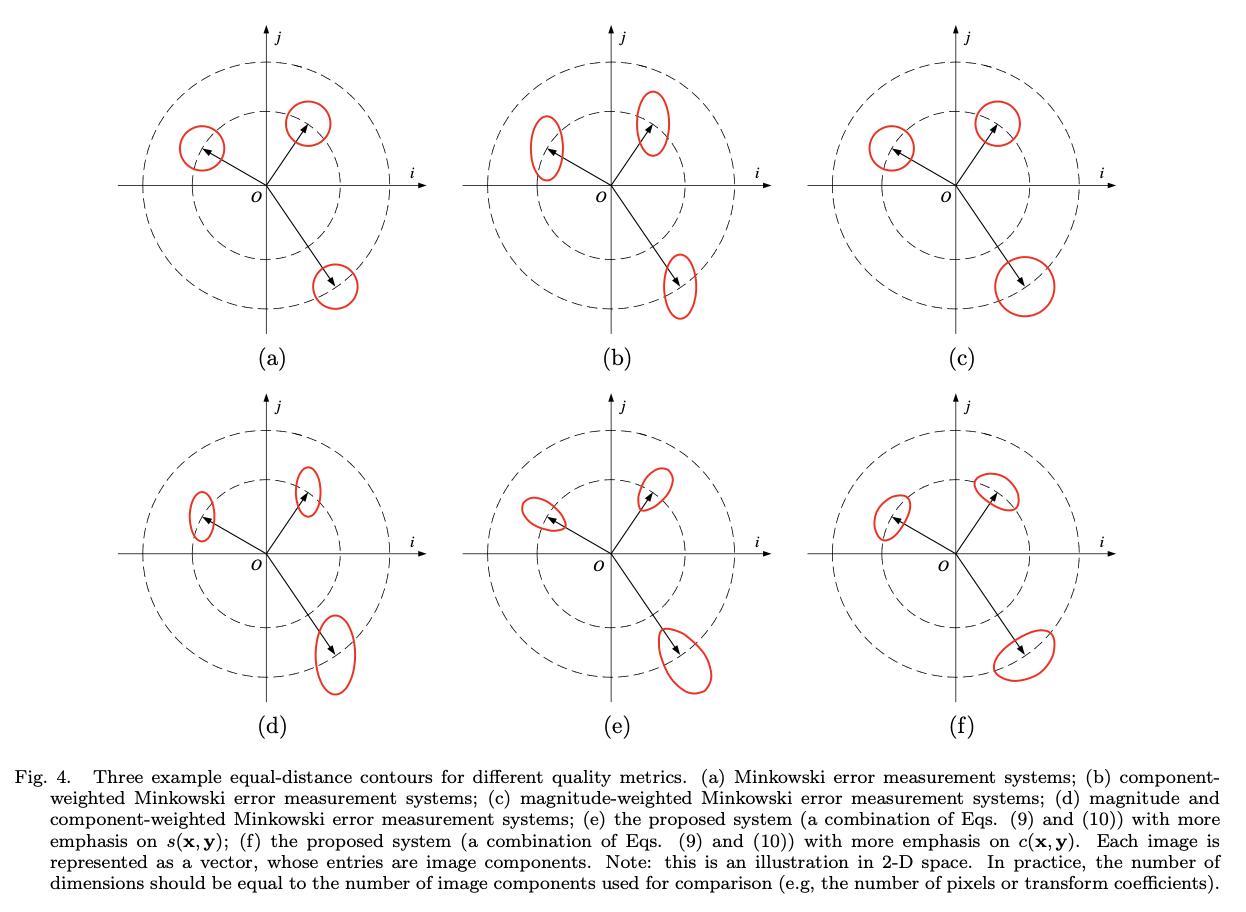 j
i
O
(a)
j
i
O
(b)
j
i
O
(c)
j
i
O
(d)
j
i
O
(e)
j
i
O
(f)
Fig. 4. Three example equal-distance contours for different quality metrics. (a) Minkowski error measurement systems; (b) component-
weighted Minkowski error measurement systems; (c) magnitude-weighted Minkowski error measurement systems; (d) magnitude and
component-weighted Minkowski error measurement systems; (e) the proposed system (a combination of Eqs. (9) and (10)) with more
emphasis on s(x, y); (f) the proposed system (a combination of Eqs. (9) and (10)) with more emphasis on c(x, y). Each image is
represented as a vector, whose entries are image components. Note: this is an illustration in 2-D space. In practice, the number of
dimensions should be equal to the number of image components used for comparison (e.g, the number of pixels or transform coefficients).